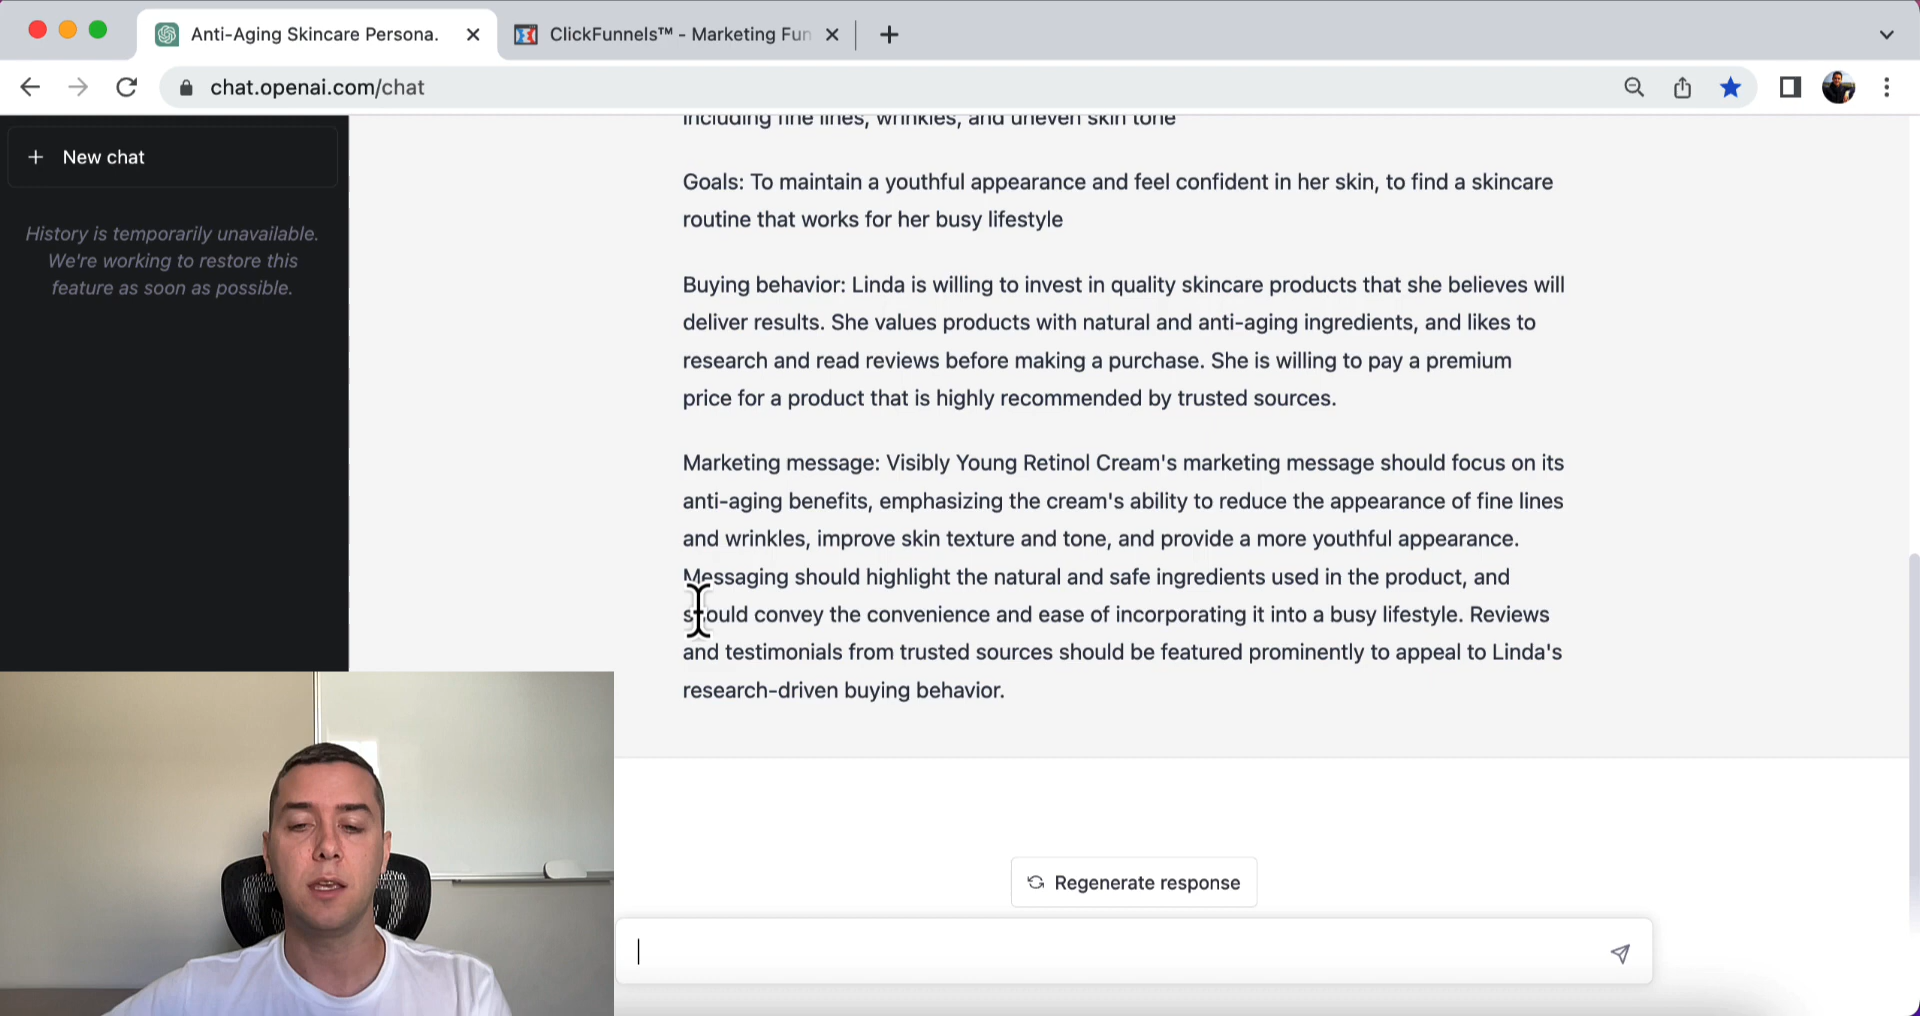 Anti-Aging Skincare Persona.
ClickFunnels™ - Marketing Fun
chat.openai.com/chat
New chat
History is temporarily unavailable.
We're working to restore this
feature as soon as possible.
including fine lines, wrinkles, and uneven skin tone
Goals: To maintain a youthful appearance and feel confident in her skin, to find a skincare
routine that works for her busy lifestyle
Buying behavior: Linda is willing to invest in quality skincare products that she believes will
deliver results. She values products with natural and anti-aging ingredients, and likes to
research and read reviews before making a purchase. She is willing to pay a premium
price for a product that is highly recommended by trusted sources.
Marketing message: Visibly Young Retinol Cream's marketing message should focus on its
anti-aging benefits, emphasizing the cream's ability to reduce the appearance of fine lines
and wrinkles, improve skin texture and tone, and provide a more youthful appearance.
Messaging should highlight the natural and safe ingredients used in the product, and
should convey the convenience and ease of incorporating it into a busy lifestyle. Reviews
and testimonials from trusted sources should be featured prominently to appeal to Linda's
research-driven buying behavior.
Regenerate response